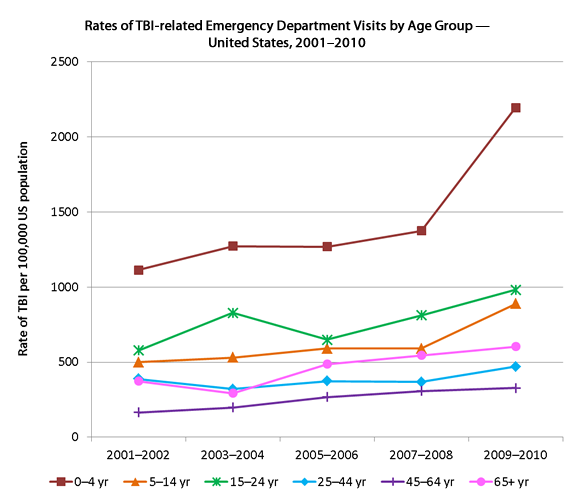 Rates of TBI-related Emergency Department Visits by Age Group —
United States, 2001–2010
Rate of TBI per 100,000 US population
2500
2000
1500
1000
500
0
2001–2002 2003–2004 2005–2006 2007–2008 2009–2010
0–4 yr 5–14 yr 15–24 yr 25–44 yr 45–64 yr 65+ yr